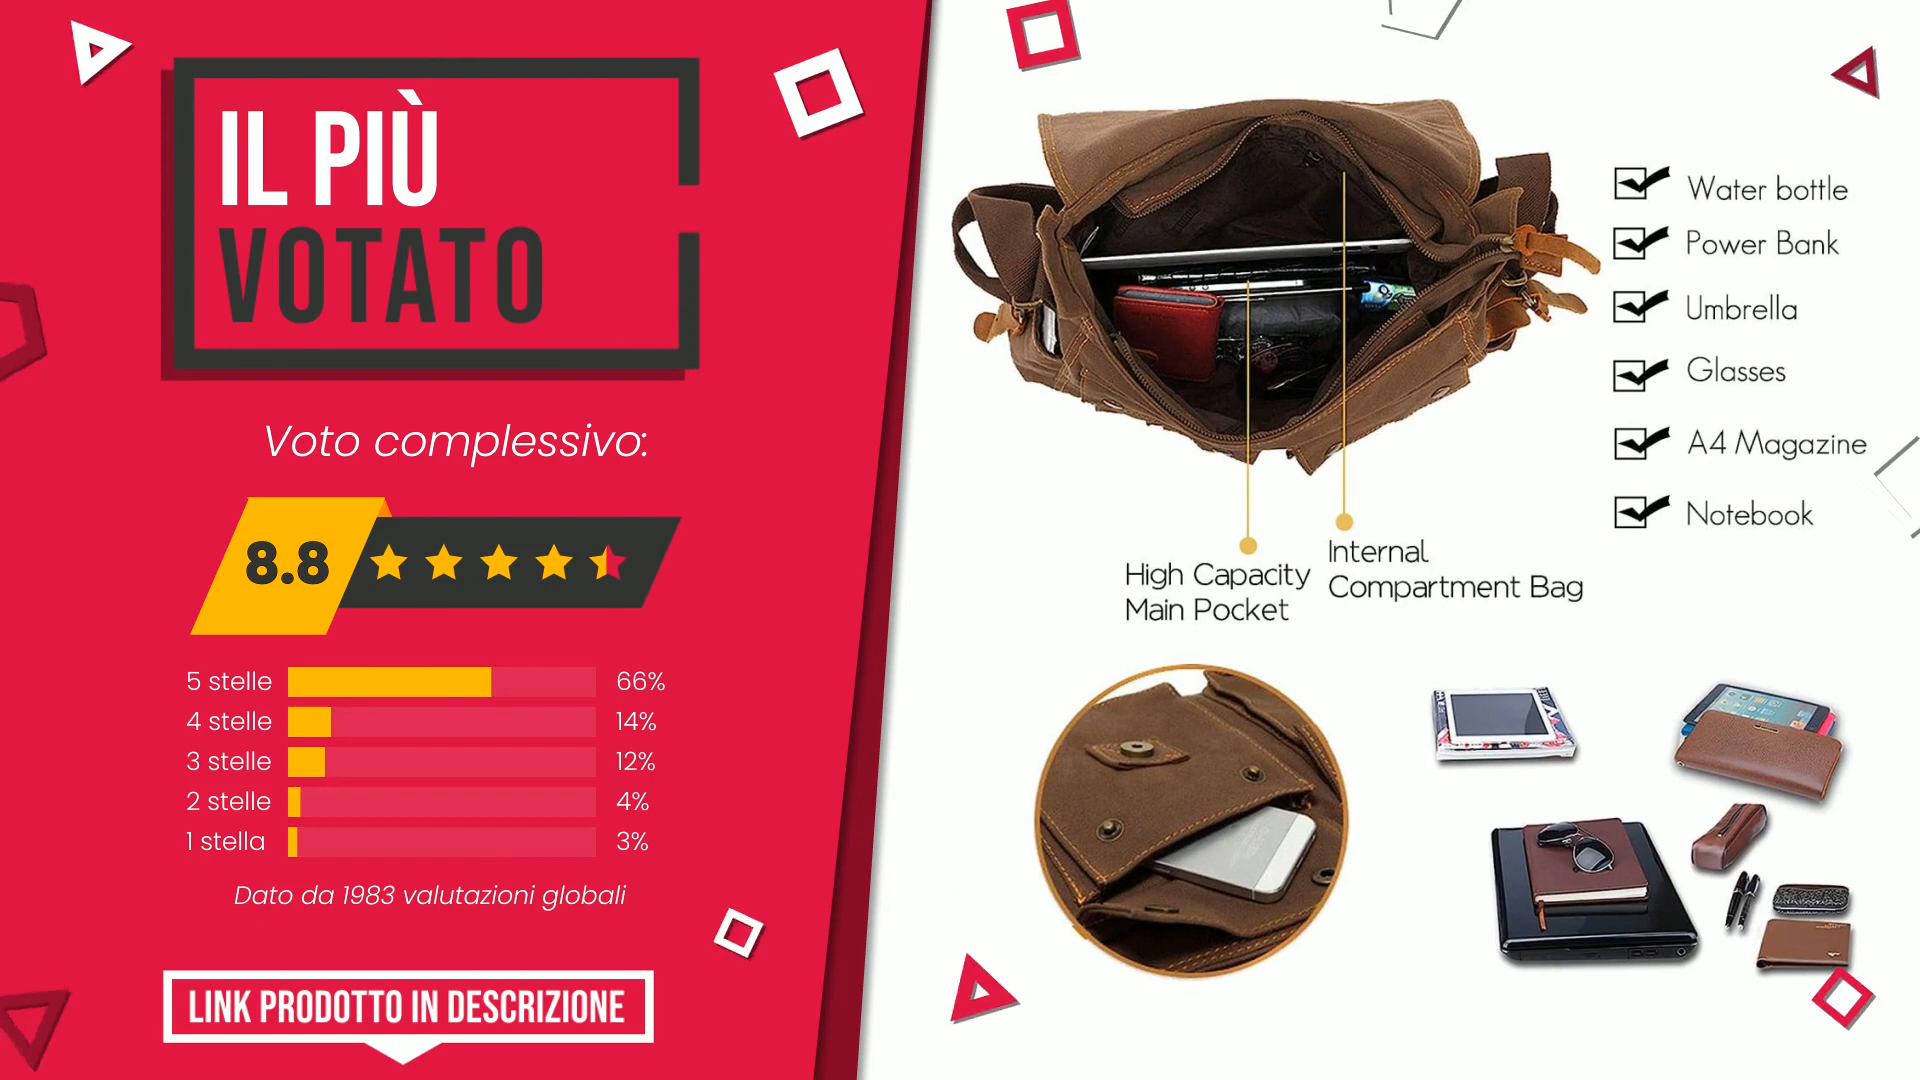 IL PIÙ
VOTATO
Voto complessivo:
8.8
5 stelle 66%
4 stelle 14%
3 stelle 12%
2 stelle 4%
1 stella 3%
Dato da 1983 valutazioni globali
LINK PRODOTTO IN DESCRIZIONE
Water bottle
Power Bank
Umbrella
Glasses
A4 Magazine
Notebook
High Capacity
Main Pocket
Internal
Compartment Bag